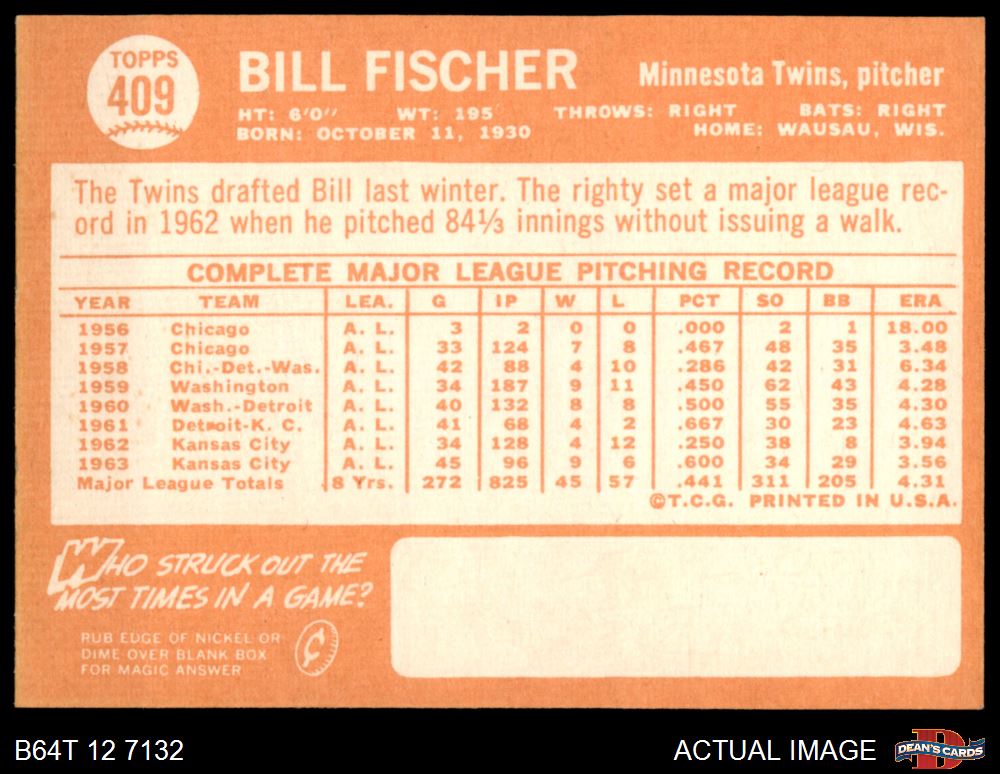 TOPPS
409
BILL FISCHER
Minnesota Twins, pitcher
HT: 6'0" WT: 195 THROWS: RIGHT BATS: RIGHT
BORN: OCTOBER 11, 1930 HOME: WAUSAU, WIS.
The Twins drafted Bill last winter. The righty set a major league rec-
ord in 1962 when he pitched 84⅓ innings without issuing a walk.
COMPLETE MAJOR LEAGUE PITCHING RECORD
YEAR TEAM LEA. G IP W L PCT SO BB ERA
1956 Chicago A. L. 3 2 0 0 .000 2 1 18.00
1957 Chicago A. L. 33 124 7 8 .467 48 35 3.48
1958 Chi.-Det.-Was. A. L. 42 88 4 10 .286 42 31 6.34
1959 Washington A. L. 34 187 9 11 .450 62 43 4.28
1960 Wash.-Detroit A. L. 40 132 8 8 .500 55 35 4.30
1961 Detroit-K. C. A. L. 41 68 4 2 .667 30 23 4.63
1962 Kansas City A. L. 34 128 4 12 .250 38 8 3.94
1963 Kansas City A. L. 45 96 9 6 .600 34 29 3.56
Major League Totals 8 Yrs. 272 825 45 57 .441 311 205 4.31
©T.C.G. PRINTED IN U.S.A.
WHO STRUCK OUT THE
MOST TIMES IN A GAME?
RUB EDGE OF NICKEL OR
DIME OVER BLANK BOX
FOR MAGIC ANSWER
¢
B64T 12 7132
ACTUAL IMAGE
D
DEAN'S CARDS